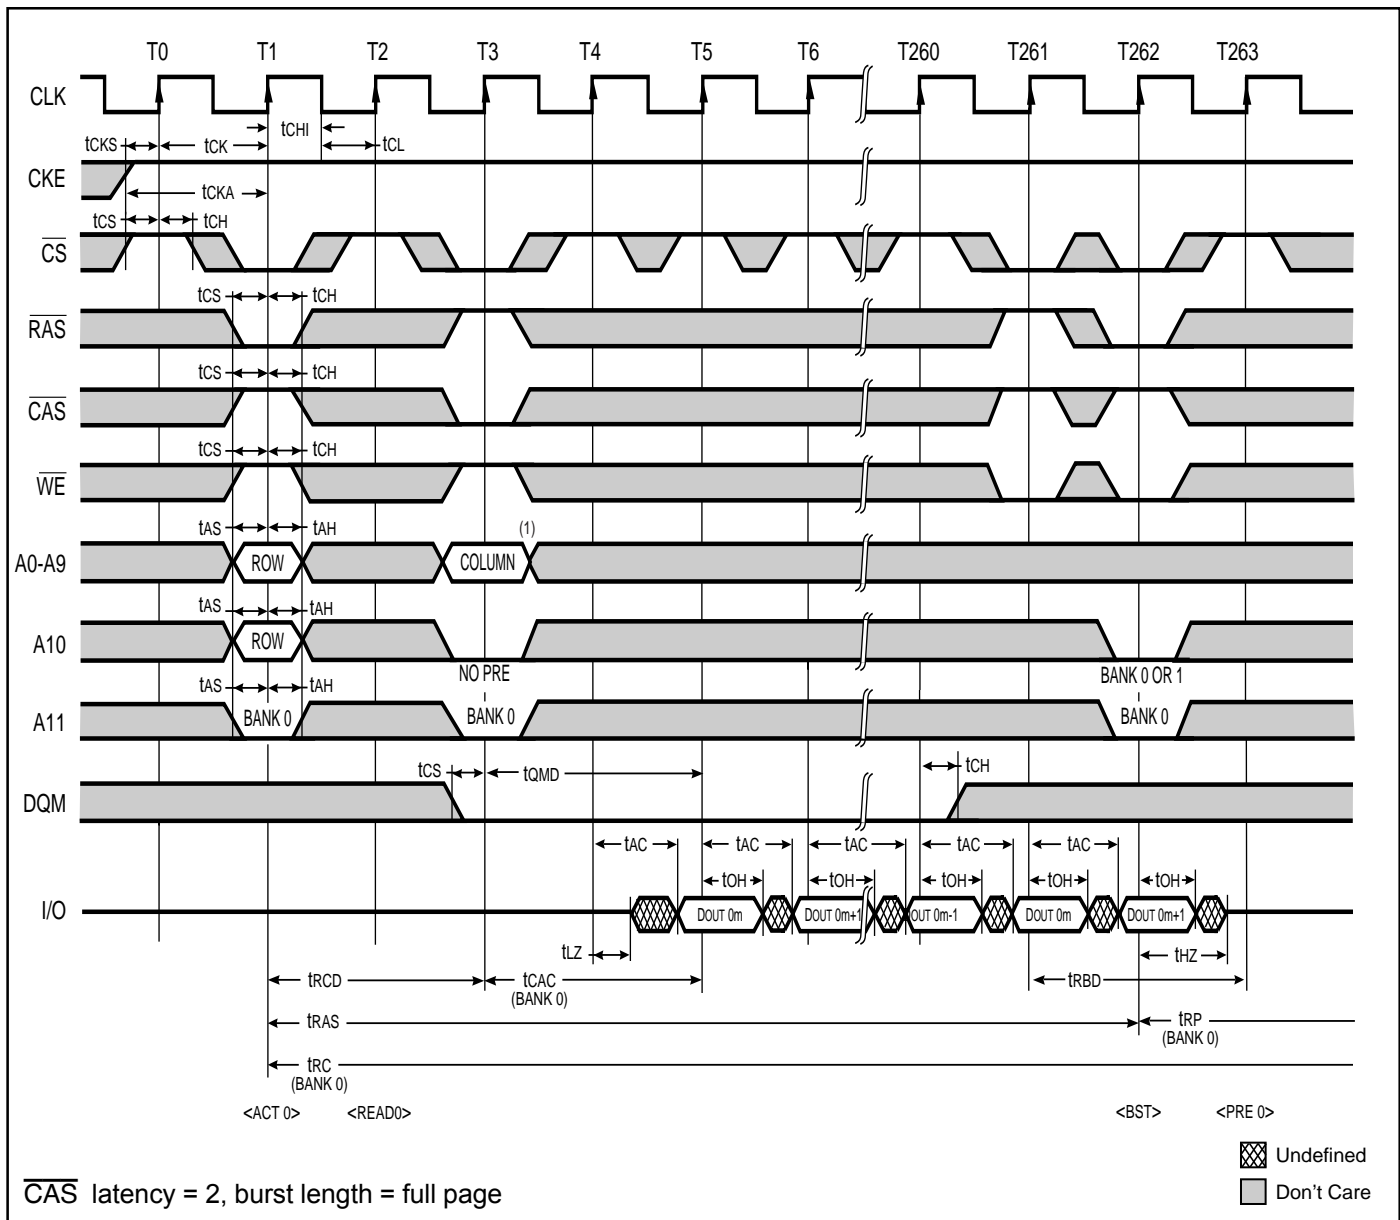 T0 T1 T2 T3 T4 T5 T6 T260 T261 T262 T263
CLK
tCHI
tCKS tCK tCL
CKE
tCKA
tCS tCH
CS
tCS tCH
RAS
tCS tCH
CAS
tCS tCH
WE
tAS tAH (1)
A0-A9 ROW COLUMN
tAS tAH
A10 ROW
NO PRE BANK 0 OR 1
tAS tAH
A11 BANK 0 BANK 0 BANK 0
tCS tQMD tCH
DQM
tAC tAC tAC tAC tAC
tOH tOH tOH tOH tOH
I/O DOUT 0m DOUT 0m+1 OUT 0m-1 DOUT 0m DOUT 0m+1
tLZ tHZ
tRCD tCAC tRBD
(BANK 0)
tRAS tRP
(BANK 0)
tRC
(BANK 0)
<ACT 0> <READ0> <BST> <PRE 0>
Undefined
Don't Care
CAS latency = 2, burst length = full page